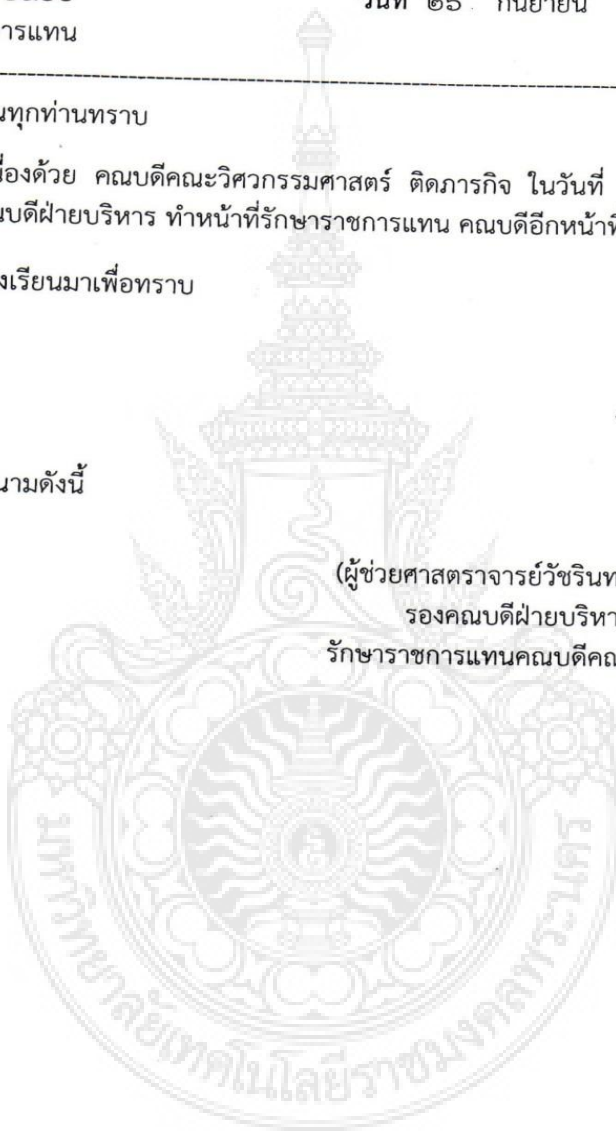 วันที่ ๒๖ กันยายน
การแทน
นทุกท่านทราบ
นื่องด้วย คณบดีคณะวิศวกรรมศาสตร์ ติดภารกิจ ในวันที่
ณบดีฝ่ายบริหาร ทำหน้าที่รักษาราชการแทน คณบดีอีกหน้าที่
งเรียนมาเพื่อทราบ
นามดังนี้
(ผู้ช่วยศาสตราจารย์วัชรินท
รองคณบดีฝ่ายบริหา
รักษาราชการแทนคณบดีคณ
มหาวิทยาลัยเทคโนโลยีราชมงคลพระนคร